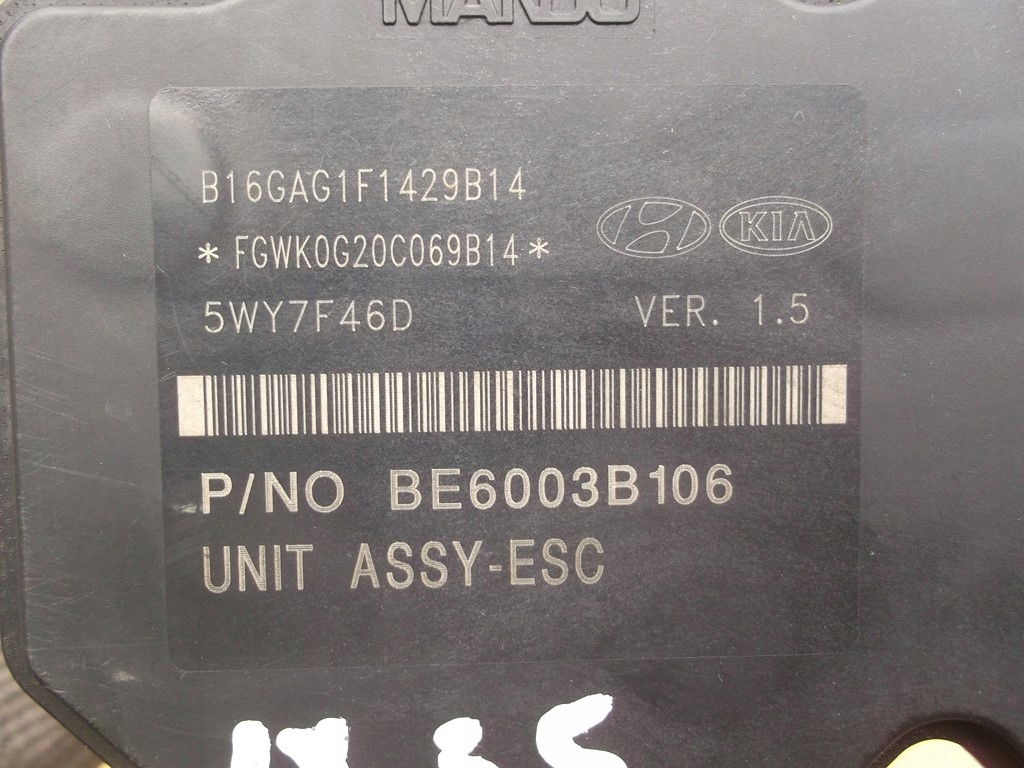 MANDO
B16GAG1F1429B14
*FGWK0G20C069B14*
KIA
5WY7F46D VER. 1.5
P/NO BE6003B106
UNIT ASSY-ESC